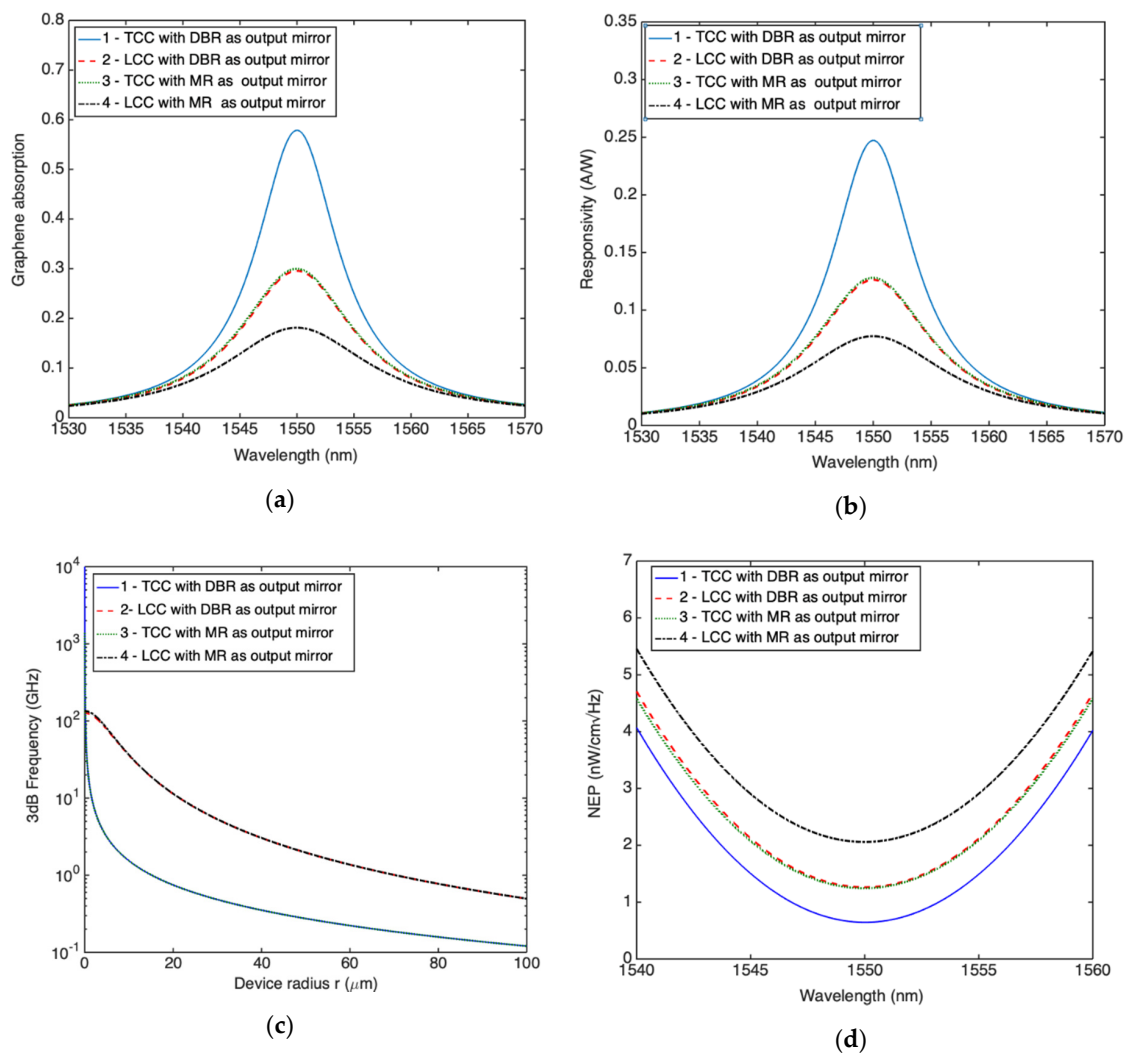 0.8
0.7
0.6
0.5
0.4
0.3
0.2
0.1
0
Graphene absorption
1 - TCC with DBR as output mirror
2 - LCC with DBR as output mirror
3 - TCC with MR as output mirror
4 - LCC with MR as output mirror
1530 1535 1540 1545 1550 1555 1560 1565 1570
Wavelength (nm)
(a)
0.35
0.3
0.25
0.2
0.15
0.1
0.05
0
Responsivity (A/W)
1 - TCC with DBR as output mirror
2 - LCC with DBR as output mirror
3 - TCC with MR as output mirror
4 - LCC with MR as output mirror
1530 1535 1540 1545 1550 1555 1560 1565 1570
Wavelength (nm)
(b)
10⁴
10³
10²
10¹
10⁰
10⁻¹
3dB Frequency (GHz)
1 - TCC with DBR as output mirror
2- LCC with DBR as output mirror
3 - TCC with MR as output mirror
4 - LCC with MR as output mirror
0 20 40 60 80 100
Device radius r (μm)
(c)
7
6
5
4
3
2
1
0
NEP (nW/cm√Hz)
1 - TCC with DBR as output mirror
2 - LCC with DBR as output mirror
3 - TCC with MR as output mirror
4 - LCC with MR as output mirror
1540 1545 1550 1555 1560
Wavelength (nm)
(d)